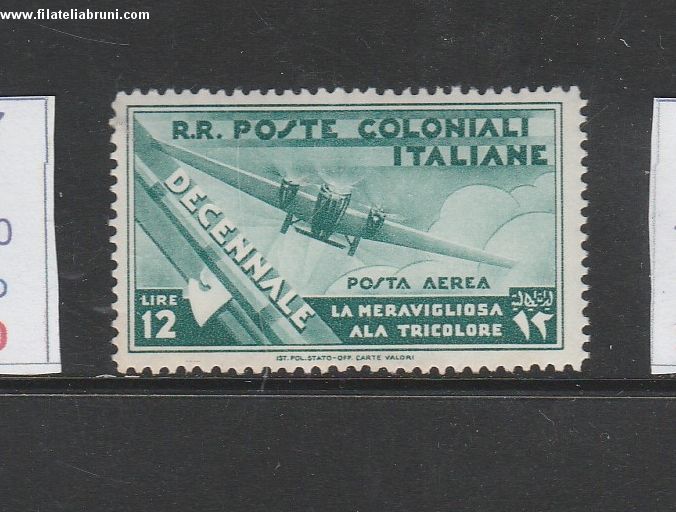 www.filateliabruni.com
R.R. POSTE COLONIALI
ITALIANE
DECENNALE
POSTA AEREA
LIRE
12
LA MERAVIGLIOSA
ALA TRICOLORE
١٢
IST. POL. STATO-OFF. CARTE VALORI